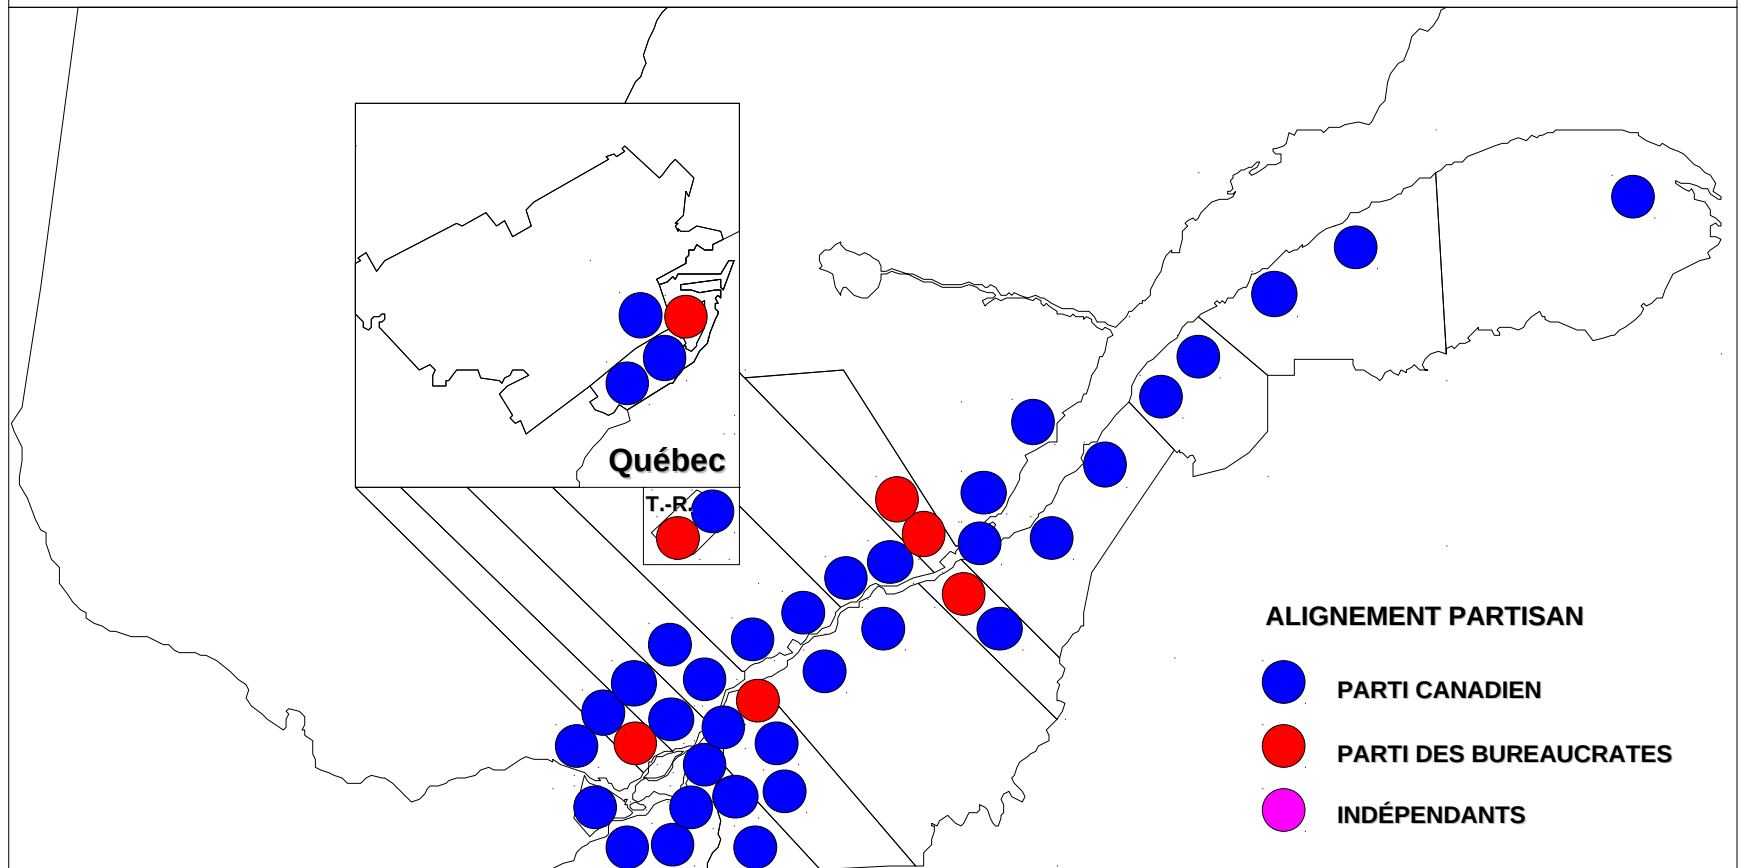 Québec
T.-R.
ALIGNEMENT PARTISAN
PARTI CANADIEN
PARTI DES BUREAUCRATES
INDÉPENDANTS